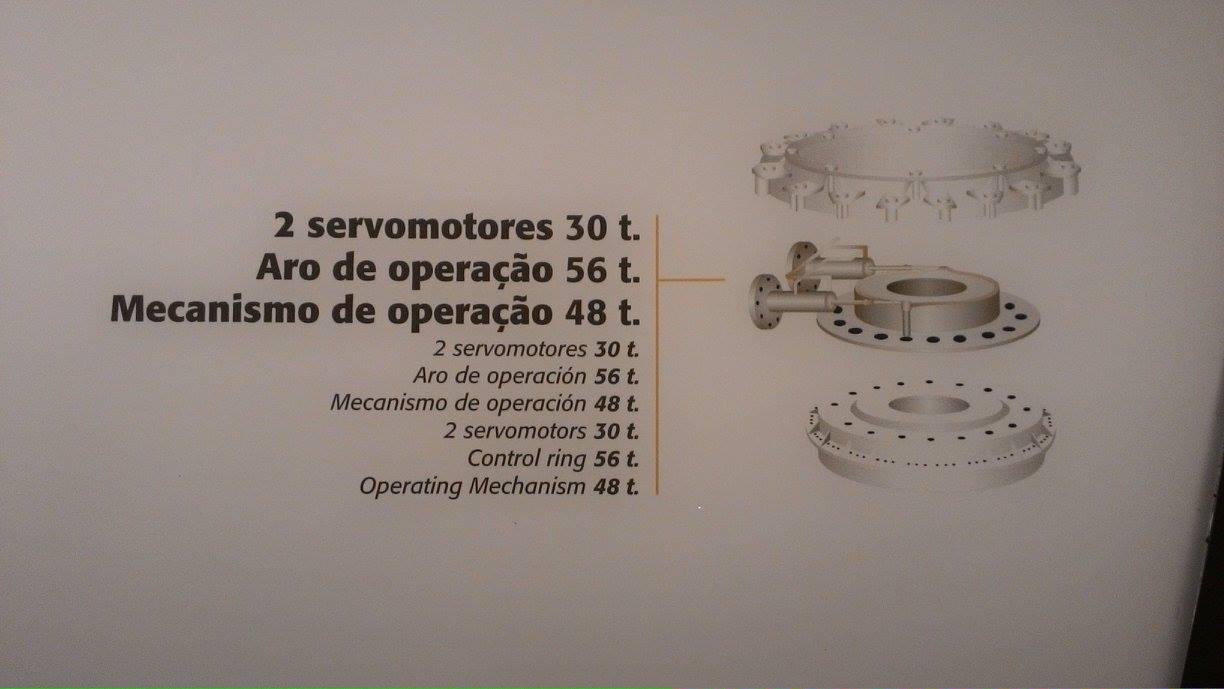 2 servomotores 30 t.
Aro de operação 56 t.
Mecanismo de operação 48 t.
2 servomotores 30 t.
Aro de operación 56 t.
Mecanismo de operación 48 t.
2 servomotors 30 t.
Control ring 56 t.
Operating Mechanism 48 t.